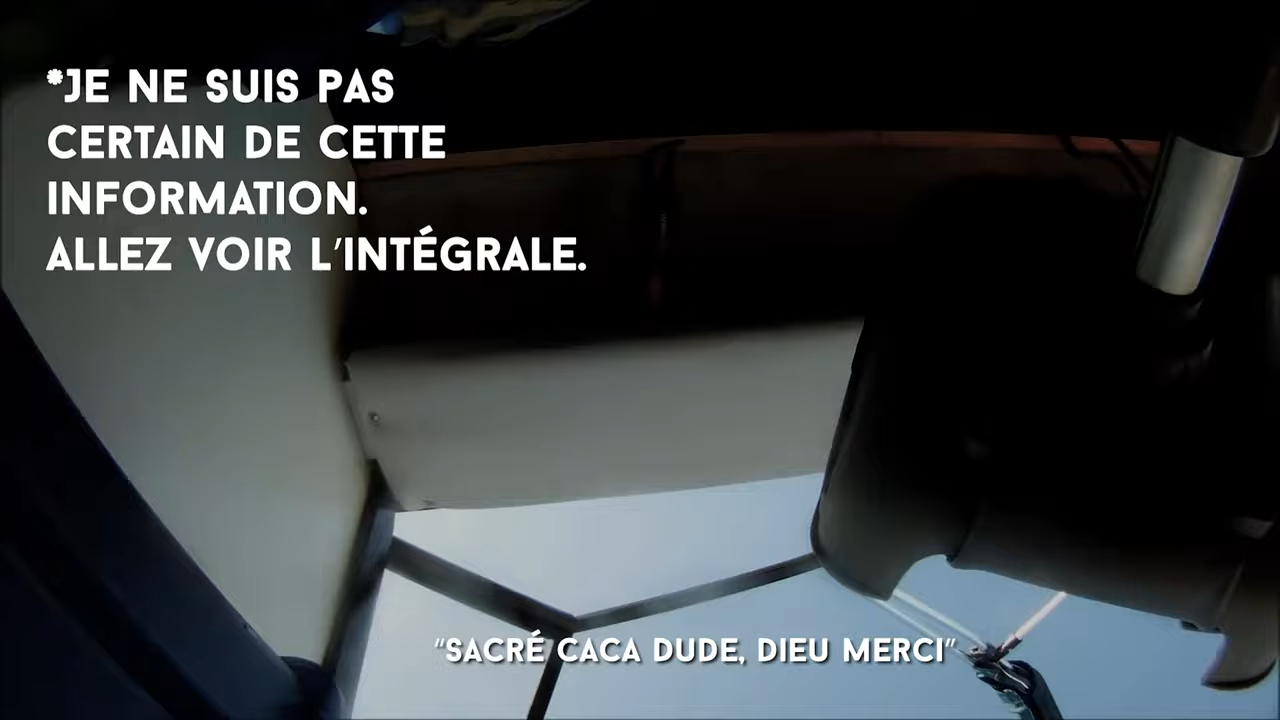 *JE NE SUIS PAS
CERTAIN DE CETTE
INFORMATION.
ALLEZ VOIR L'INTÉGRALE.
"SACRÉ CACA DUDE, DIEU MERCI"